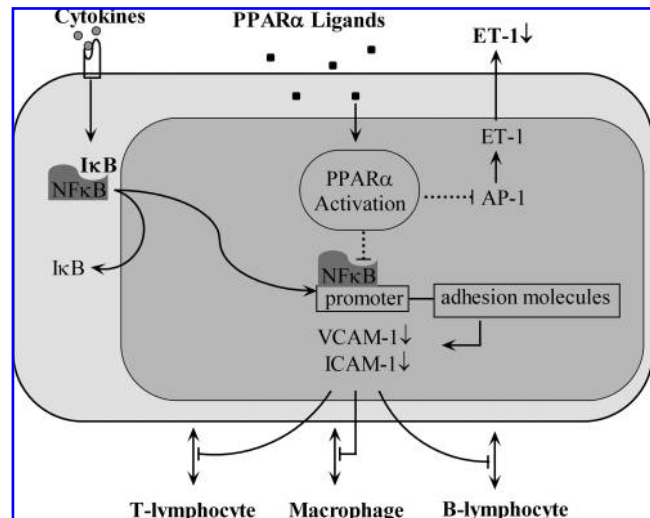 Cytokines
PPARα Ligands
ET-1↓
ET-1
IκB
NFκB
PPARα
Activation
AP-1
IκB
NFκB
promoter
adhesion molecules
VCAM-1↓
ICAM-1↓
T-lymphocyte
Macrophage
B-lymphocyte